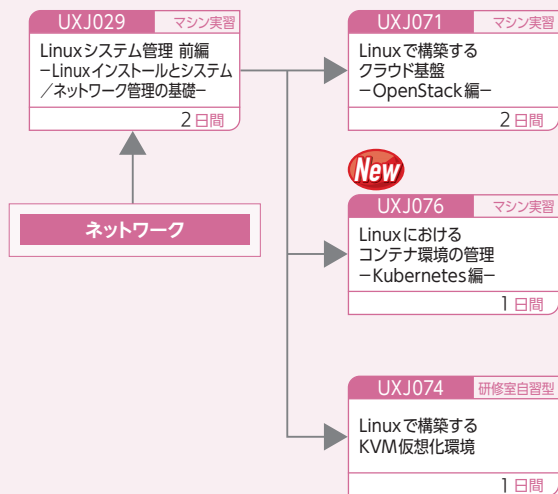 UXJ029 マシン実習
Linuxシステム管理 前編
−Linuxインストールとシステム
／ネットワーク管理の基礎−
2日間
ネットワーク
UXJ071 マシン実習
Linuxで構築する
クラウド基盤
−OpenStack編−
2日間
New
UXJ076 マシン実習
Linuxにおける
コンテナ環境の管理
−Kubernetes編−
1日間
UXJ074 研修室自習型
Linuxで構築する
KVM仮想化環境
1日間